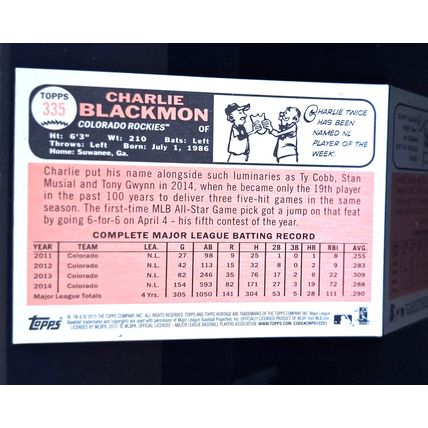 TOPPS
335
CHARLIE
BLACKMON
COLORADO ROCKIES™ OF
Ht: 6'3" Wt: 210 Bats: Left
Throws: Left Born: July 1, 1986
Home: Suwanee, Ga.
CHARLIE TWICE
HAS BEEN
NAMED NL
PLAYER OF
THE WEEK.
Charlie put his name alongside such luminaries as Ty Cobb, Stan
Musial and Tony Gwynn in 2014, when he became only the 19th player
in the past 100 years to deliver three five-hit games in the same
season. The first-time MLB All-Star Game pick got a jump on that feat
by going 6-for-6 on April 4 - his fifth contest of the year.
COMPLETE MAJOR LEAGUE BATTING RECORD
YEAR TEAM LEA. G AB R H 2B 3B HR RBI AVG.
2011 Colorado N.L. 27 98 9 25 1 0 1 8 .255
2012 Colorado N.L. 42 113 15 32 8 0 2 9 .283
2013 Colorado N.L. 82 246 35 76 17 2 6 22 .309
2014 Colorado N.L. 154 593 82 171 27 3 19 72 .288
Major League Totals 4 Yrs. 305 1050 141 304 53 5 28 111 .290
Topps